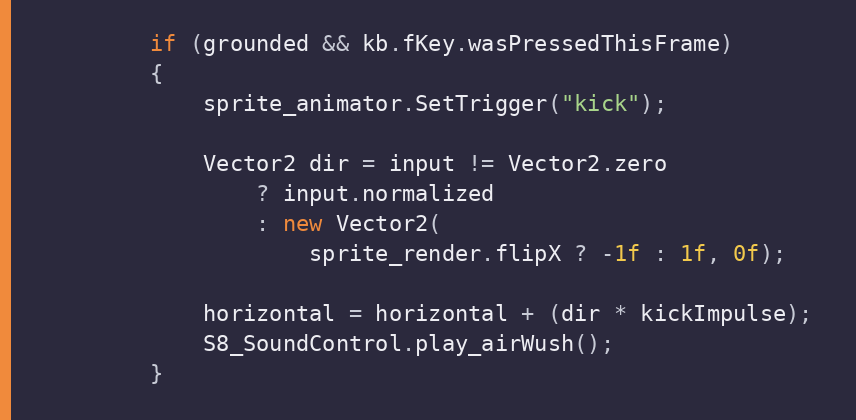 if (grounded && kb.fKey.wasPressedThisFrame)
{
sprite_animator.SetTrigger("kick");
Vector2 dir = input != Vector2.zero
? input.normalized
: new Vector2(
sprite_render.flipX ? -1f : 1f, 0f);
horizontal = horizontal + (dir * kickImpulse);
S8_SoundControl.play_airWush();
}